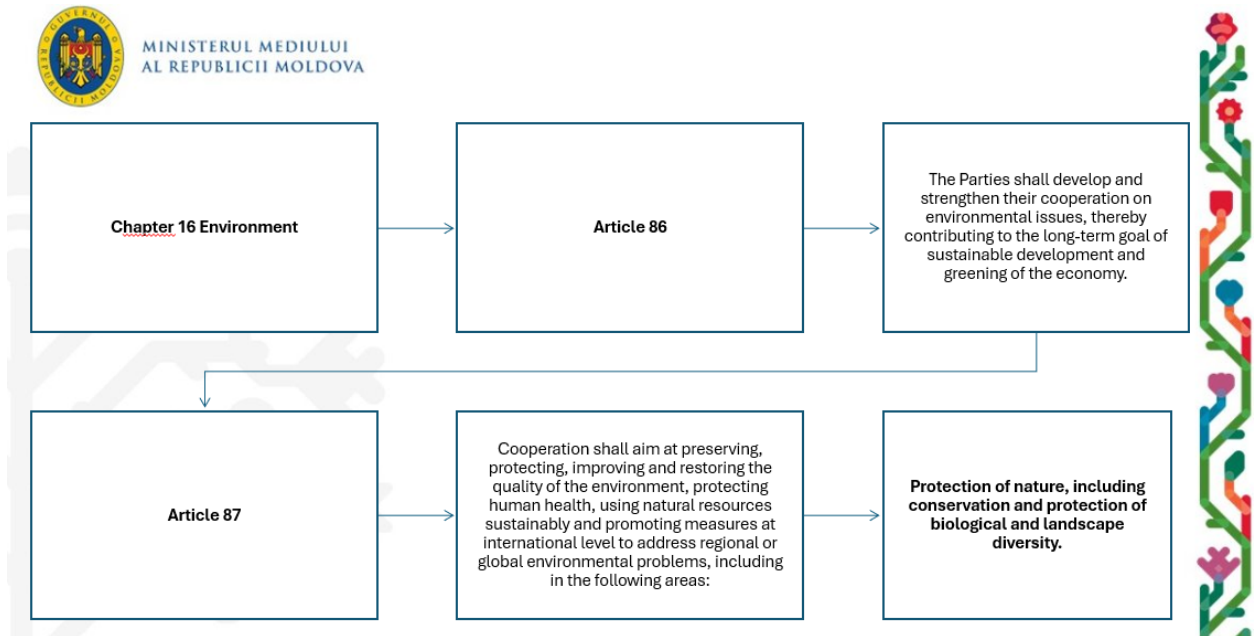 MINISTERUL MEDIULUI
AL REPUBLICII MOLDOVA
GUVERNUL
REPUBLICII MOLDOVA
Chapter 16 Environment
Article 86
The Parties shall develop and
strengthen their cooperation on
environmental issues, thereby
contributing to the long-term goal of
sustainable development and
greening of the economy.
Article 87
Cooperation shall aim at preserving,
protecting, improving and restoring the
quality of the environment, protecting
human health, using natural resources
sustainably and promoting measures at
international level to address regional or
global environmental problems, including
in the following areas:
Protection of nature, including
conservation and protection of
biological and landscape
diversity.